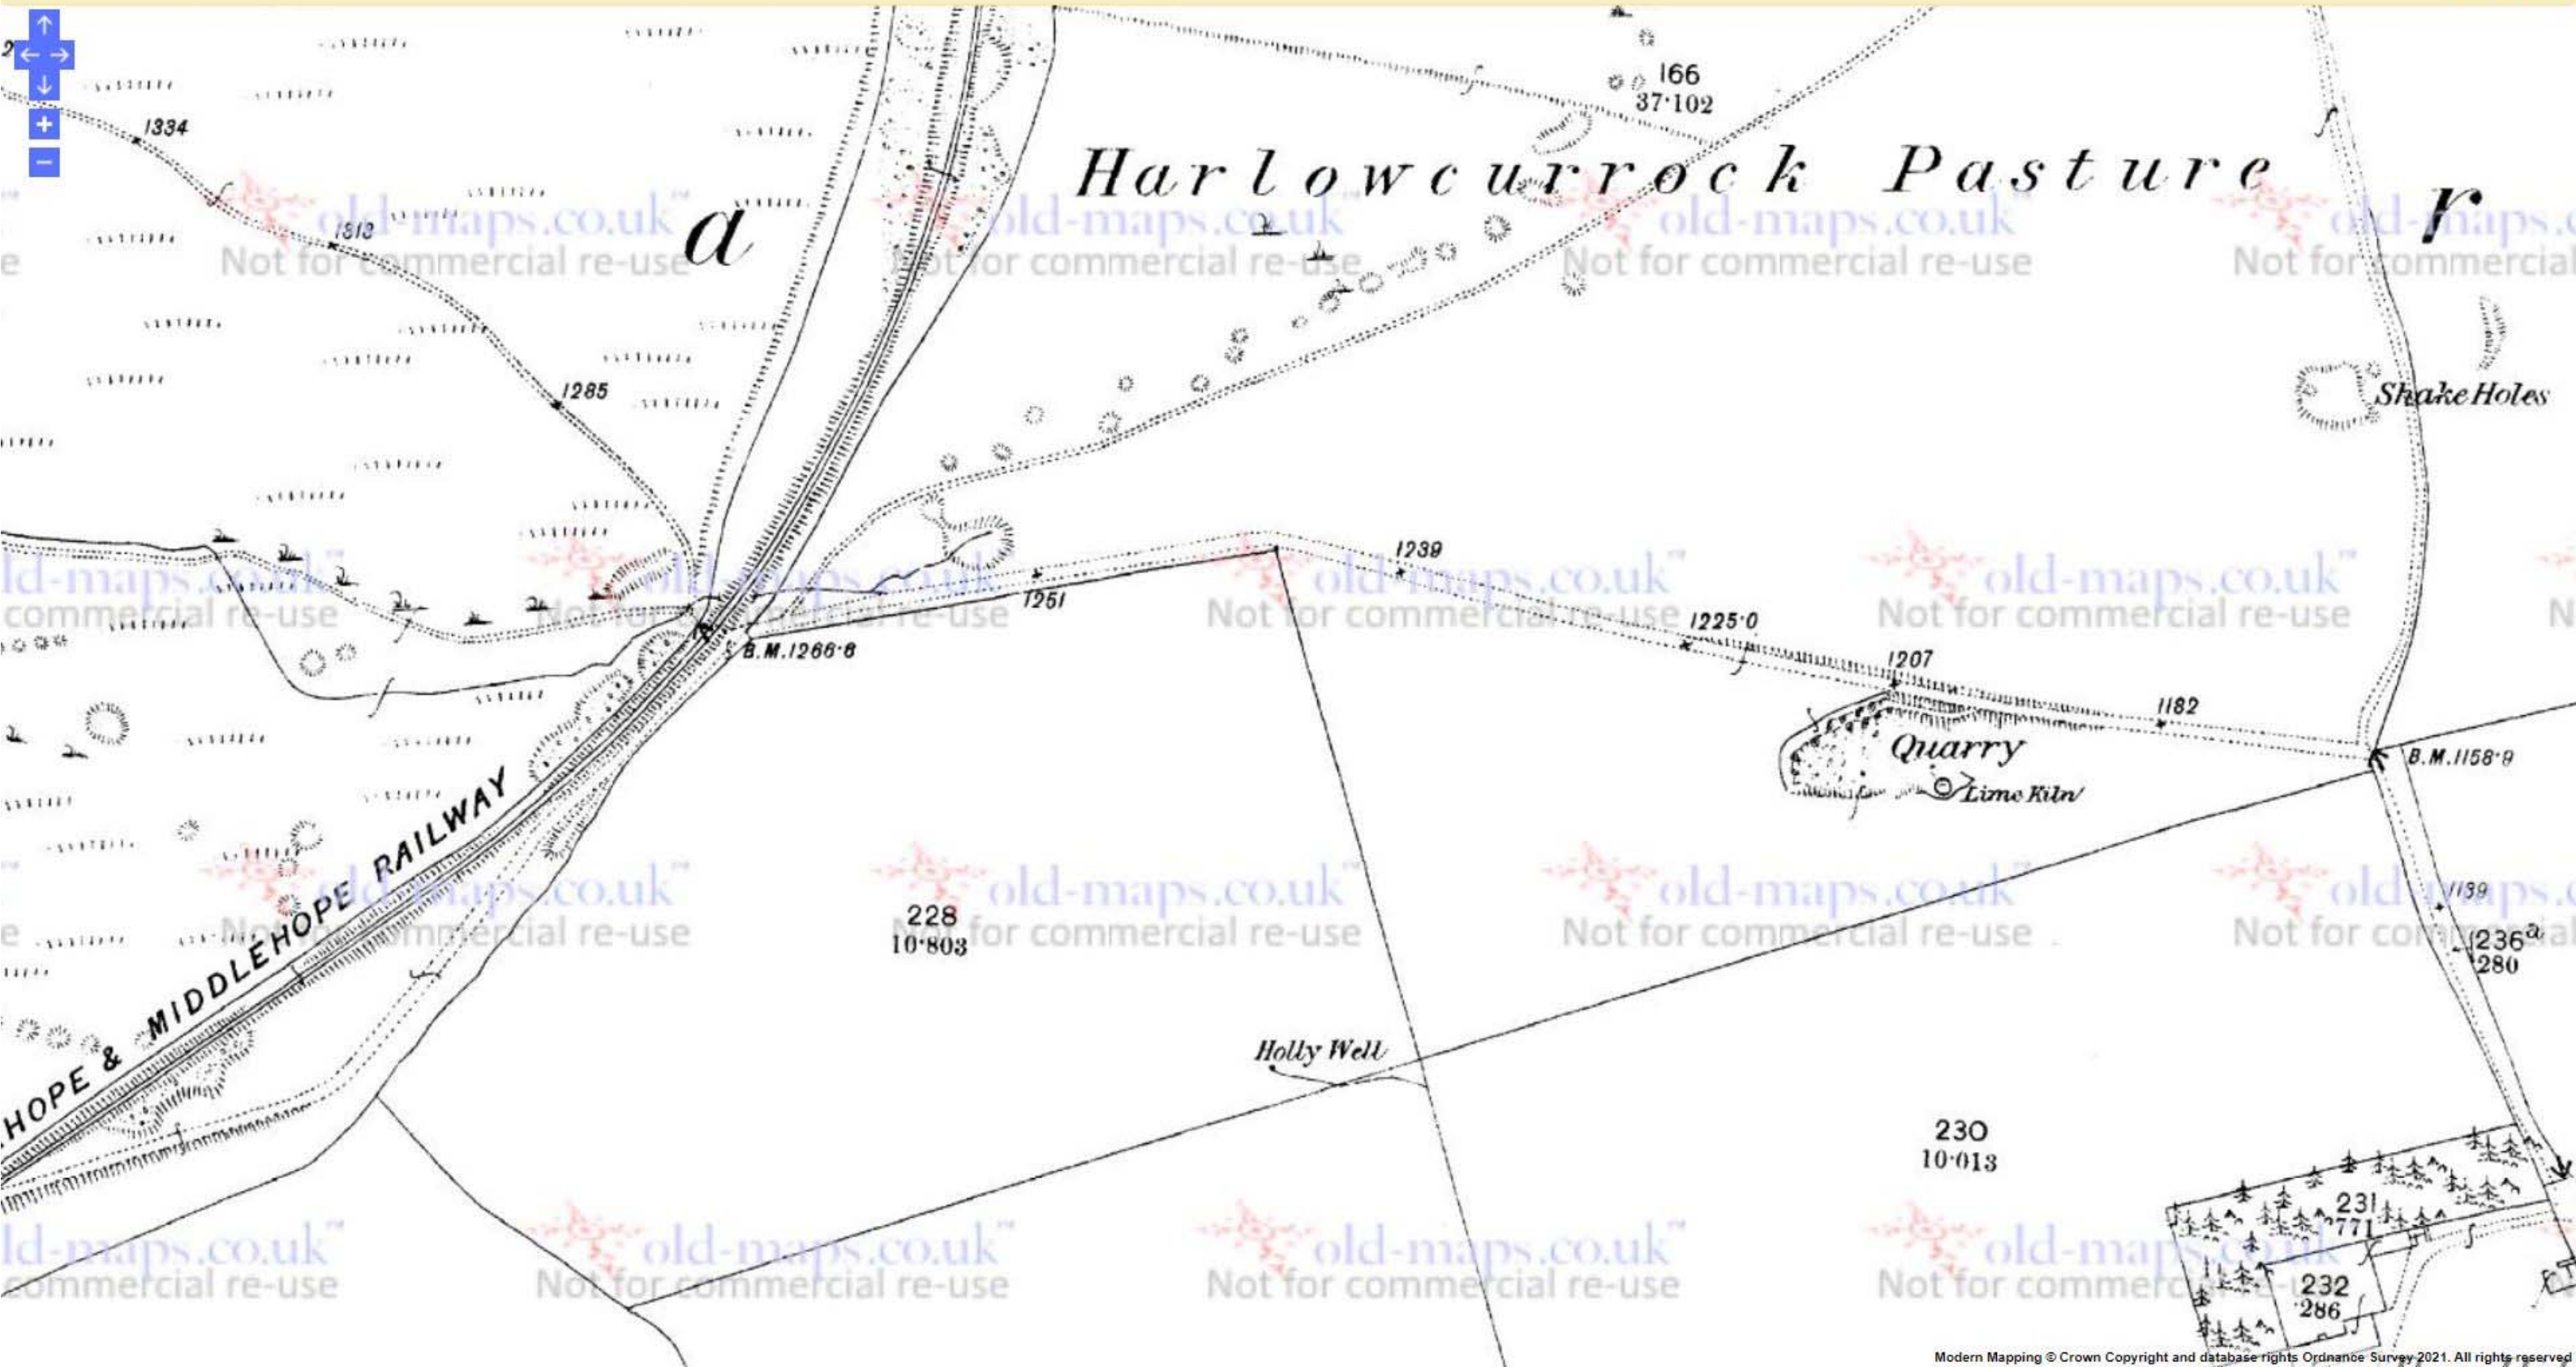 166
37·102
1334
Harlowcurrock Pasture
r
a
1313
1285
Shake Holes
1239
1251
1225·0
B.M.1266·8
1207
1182
Quarry
B.M.1158·9
Lime Kiln
HOPE & MIDDLEHOPE RAILWAY
1139
228
10·803
236a
·280
Holly Well
230
10·013
231
·771
232
·286
old-maps.co.uk™
Not for commercial re-use
Modern Mapping © Crown Copyright and database rights Ordnance Survey 2021. All rights reserved